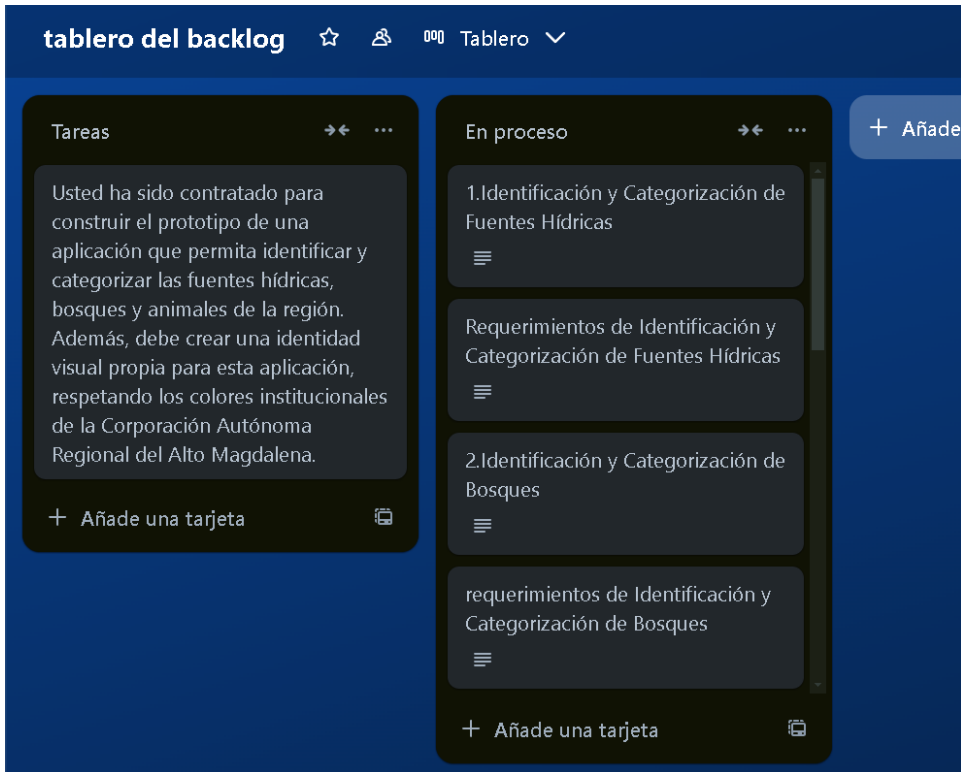 tablero del backlog
Tablero
Tareas
Usted ha sido contratado para
construir el prototipo de una
aplicación que permita identificar y
categorizar las fuentes hídricas,
bosques y animales de la región.
Además, debe crear una identidad
visual propia para esta aplicación,
respetando los colores institucionales
de la Corporación Autónoma
Regional del Alto Magdalena.
+ Añade una tarjeta
En proceso
1.Identificación y Categorización de
Fuentes Hídricas
Requerimientos de Identificación y
Categorización de Fuentes Hídricas
2.Identificación y Categorización de
Bosques
requerimientos de Identificación y
Categorización de Bosques
+ Añade una tarjeta
+ Añade